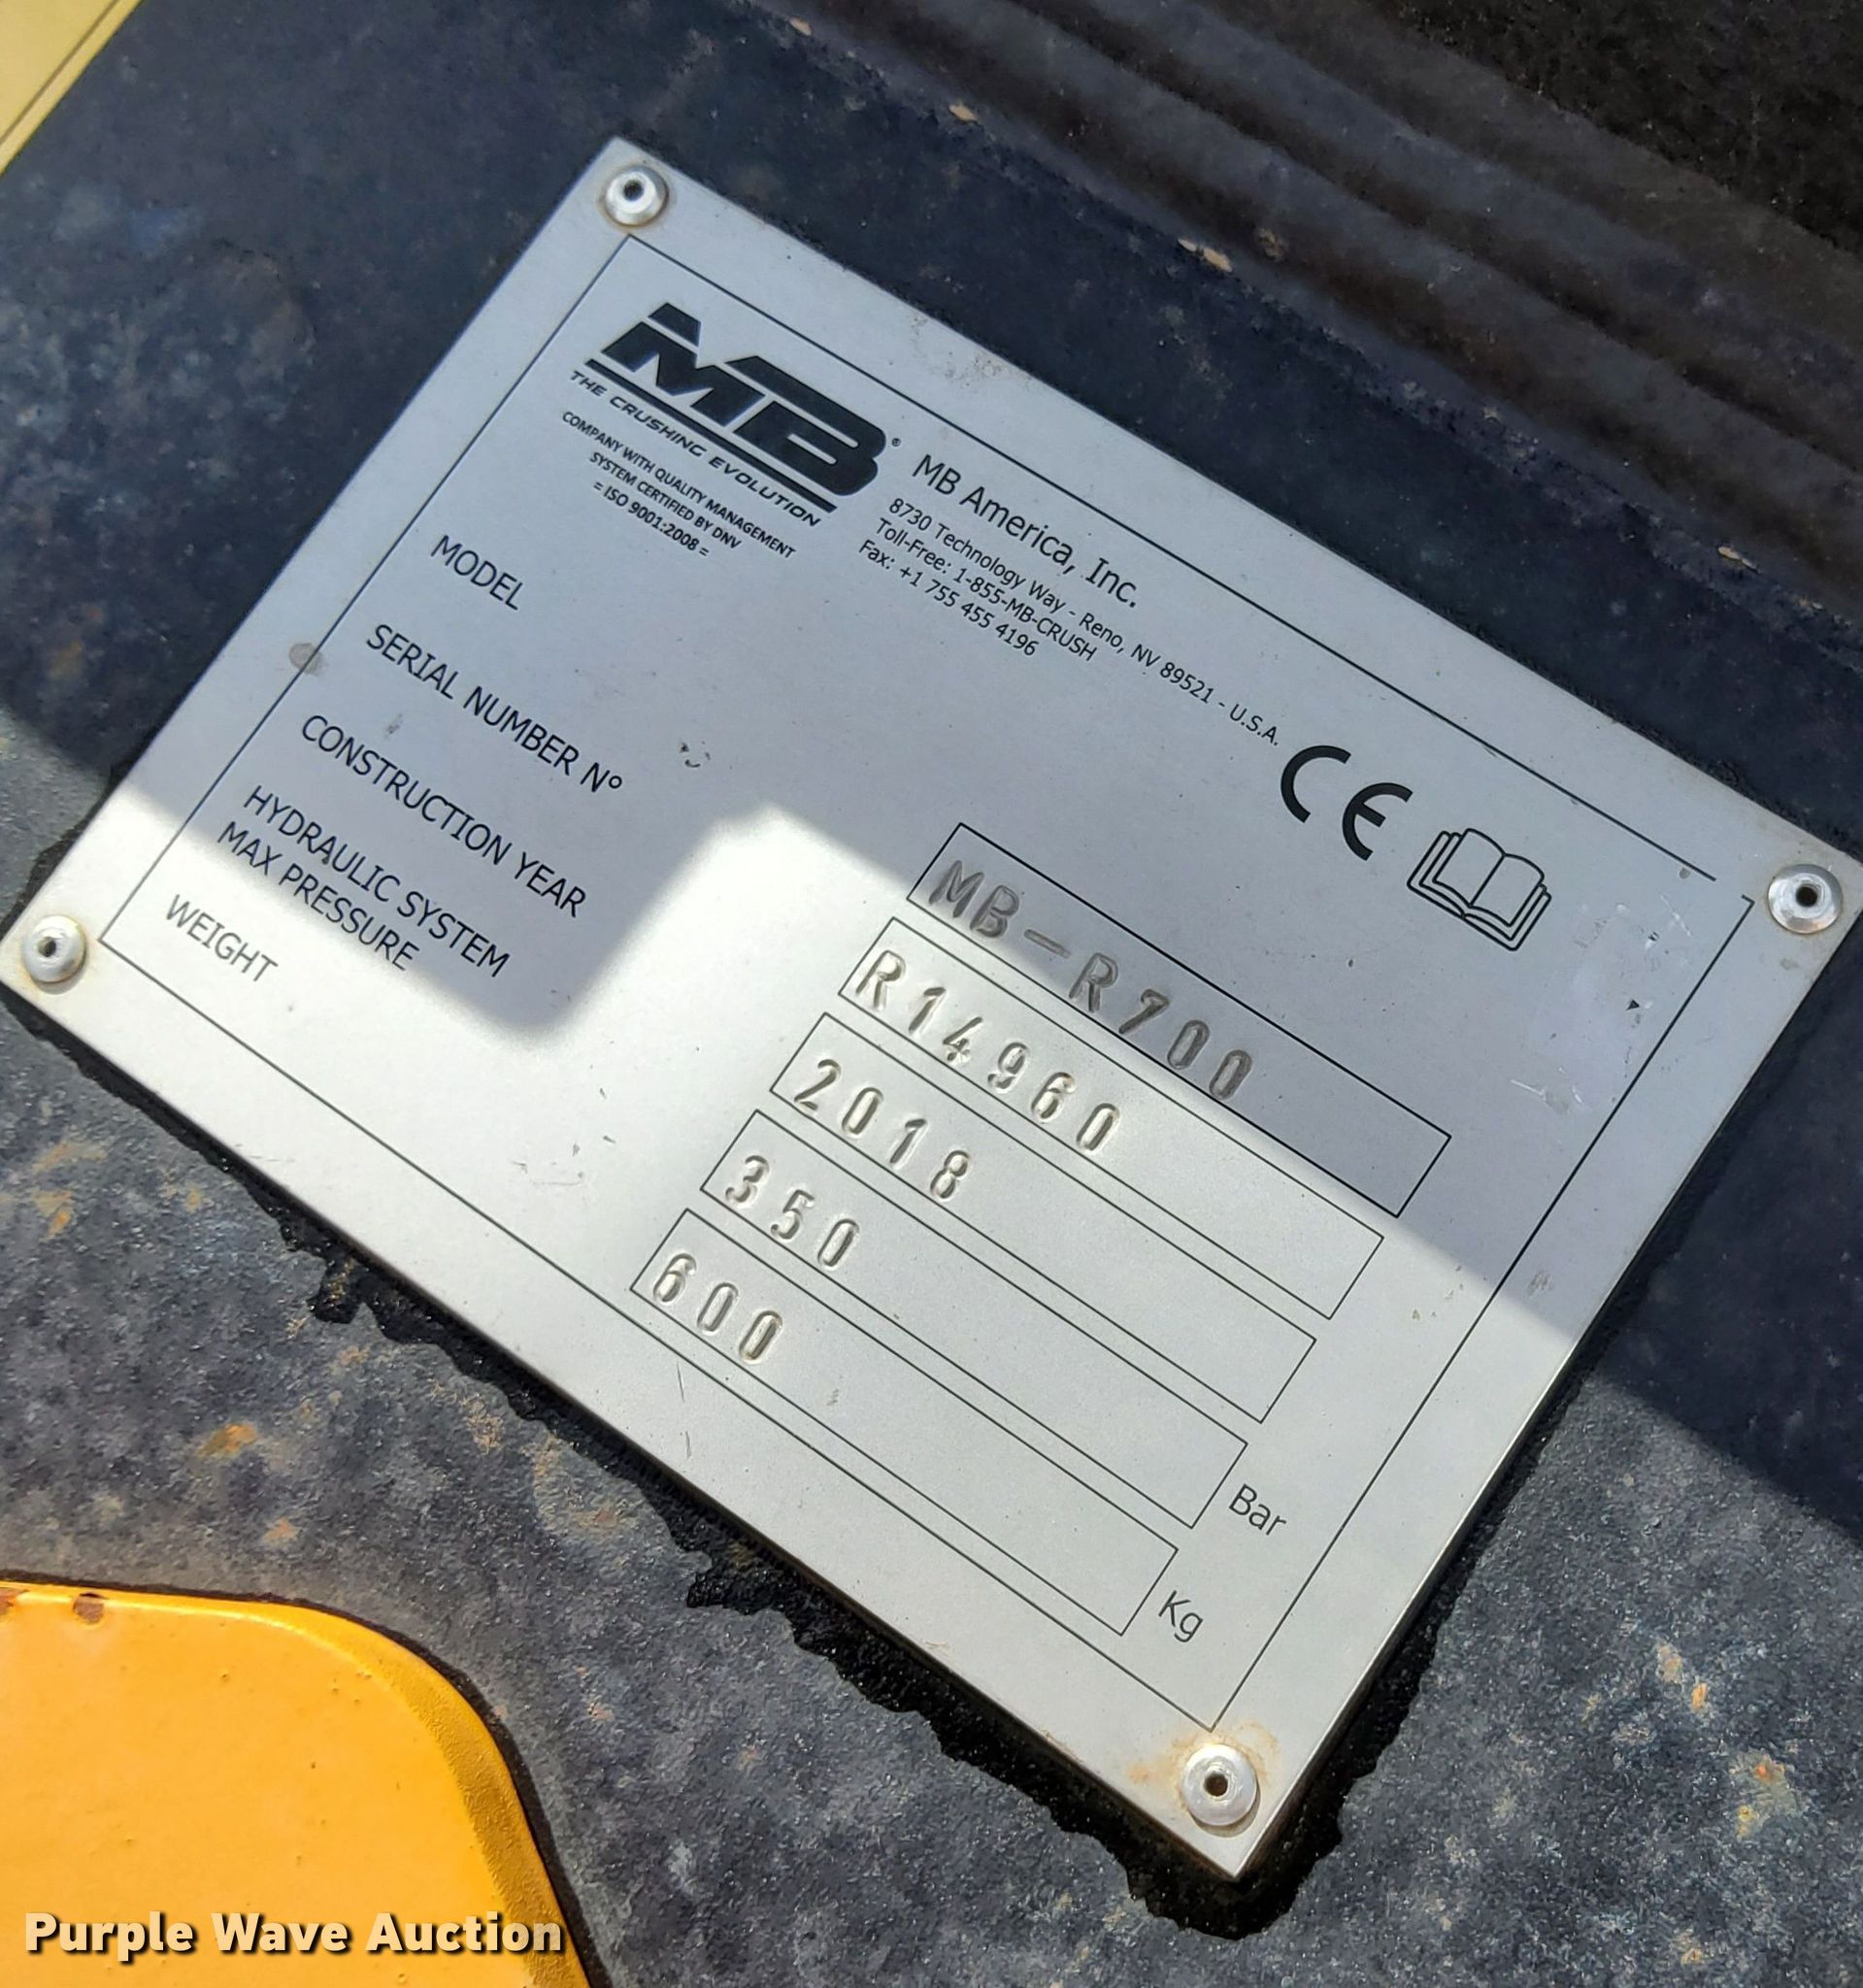 MB®
THE CRUSHING EVOLUTION
COMPANY WITH QUALITY MANAGEMENT
SYSTEM CERTIFIED BY DNV
= ISO 9001:2008 =
MB America, Inc.
8730 Technology Way - Reno, NV 89521 - U.S.A.
Toll-Free: 1-855-MB-CRUSH
Fax: +1 755 455 4196
CE
MODEL MB-R700
SERIAL NUMBER N° R14960
CONSTRUCTION YEAR 2018
HYDRAULIC SYSTEM
MAX PRESSURE 350 Bar
WEIGHT 600 Kg
Purple Wave Auction